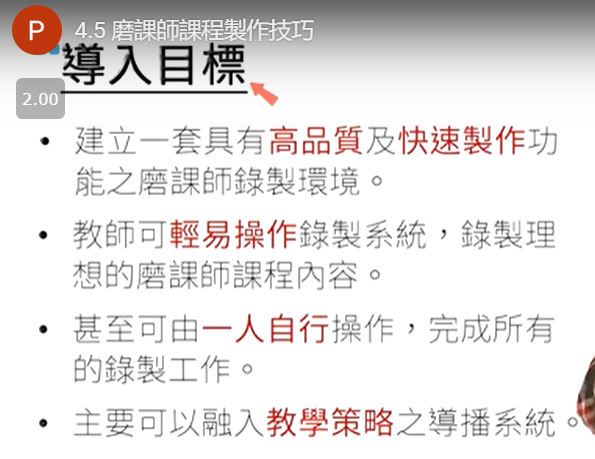 P 4.5 磨課師課程製作技巧
導入目標
2.00
• 建立一套具有高品質及快速製作功
能之磨課師錄製環境。
• 教師可輕易操作錄製系統，錄製理
想的磨課師課程內容。
• 甚至可由一人自行操作，完成所有
的錄製工作。
• 主要可以融入教學策略之導播系統。